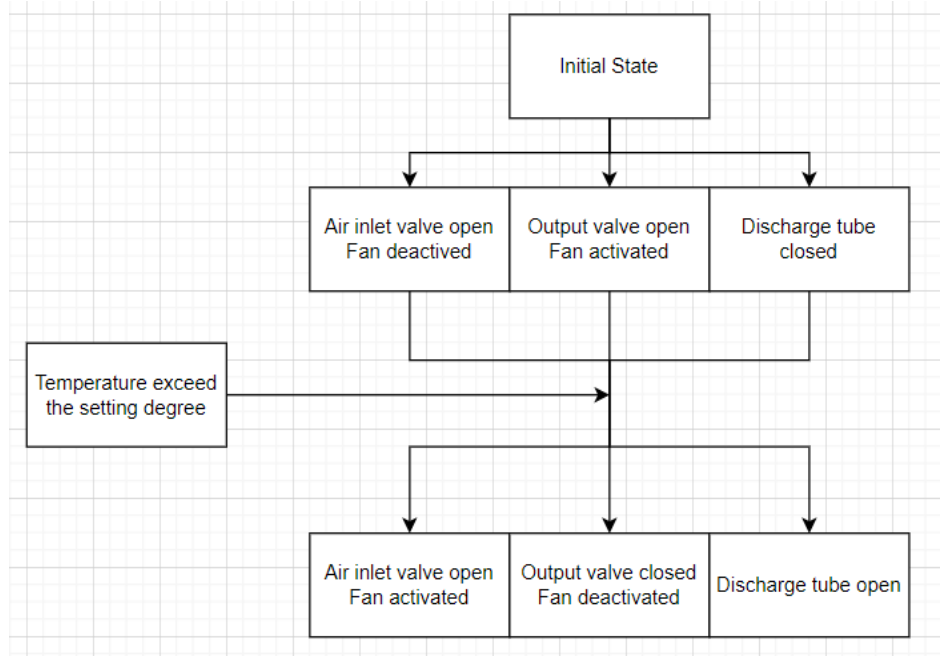 Initial State
Air inlet valve open
Fan deactived
Output valve open
Fan activated
Discharge tube
closed
Temperature exceed
the setting degree
Air inlet valve open
Fan activated
Output valve closed
Fan deactivated
Discharge tube open